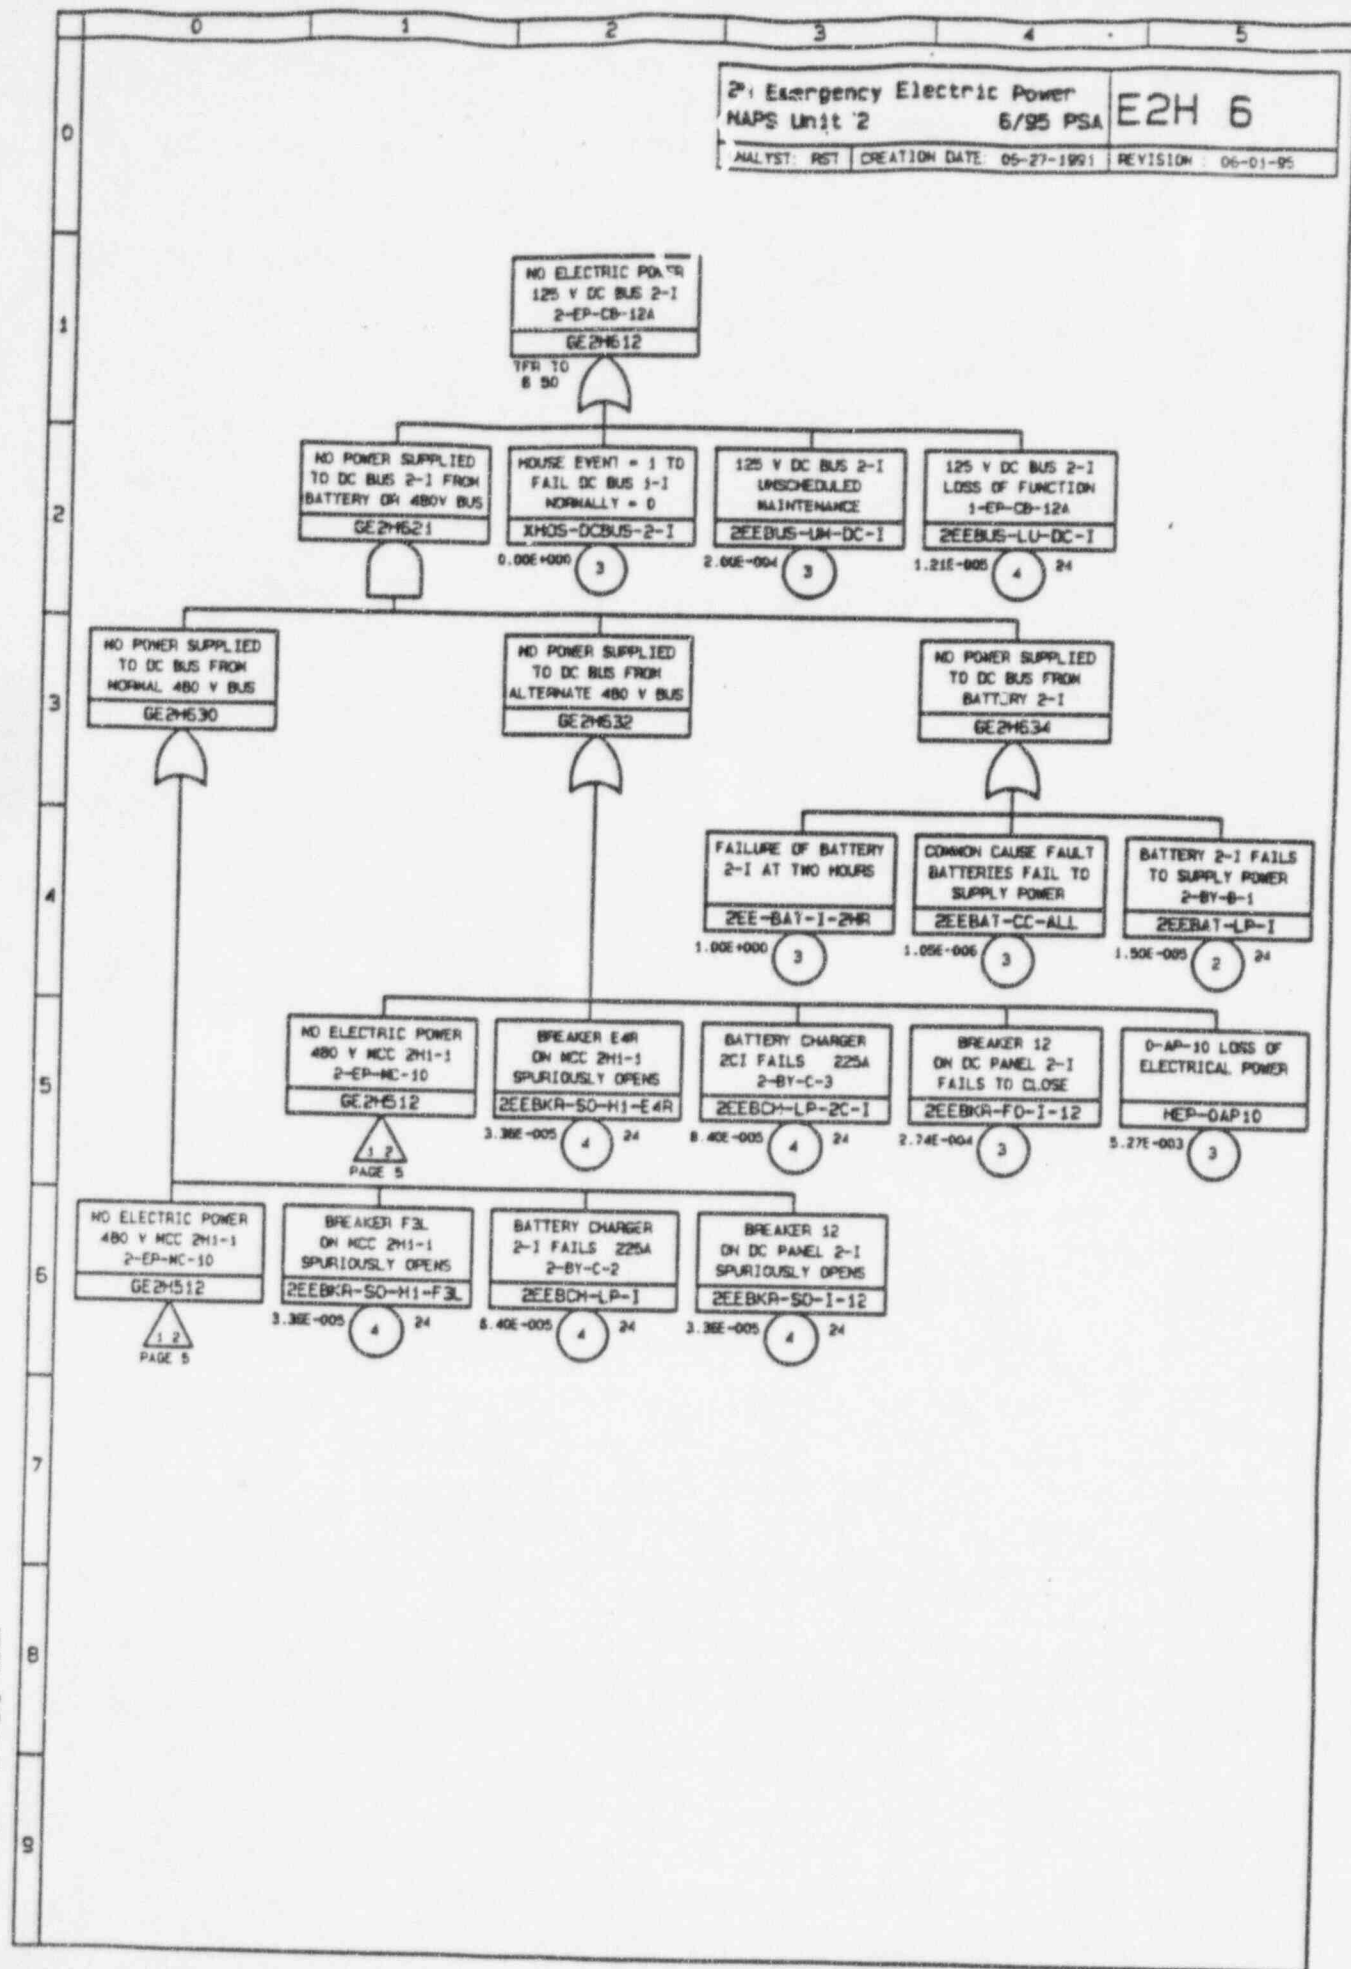 0 1 2 3 4 5
Emergency Electric Power
NAPS Unit 2 6/95 PSA
E2H 6
ANALYST: RST CREATION DATE: 05-27-1991 REVISION : 06-01-95
0
1
2
3
4
5
6
7
8
9
NO ELECTRIC POWER
125 V DC BUS 2-I
2-EP-CB-12A
GE2H612
TFR TO
NO POWER SUPPLIED
TO DC BUS 2-I FROM
BATTERY OR 480V BUS
GE2H621
HOUSE EVENT = 1 TO
FAIL DC BUS 1-I
NORMALLY = 0
XHOS-DCBUS-2-I
0.00E+000 3
125 V DC BUS 2-I
UNSCHEDULED
MAINTENANCE
2EEBUS-UM-DC-I
2.00E-004 3
125 V DC BUS 2-I
LOSS OF FUNCTION
1-EP-CB-12A
2EEBUS-LU-DC-I
1.21E-005 4 24
NO POWER SUPPLIED
TO DC BUS FROM
NORMAL 480 V BUS
GE2H630
NO POWER SUPPLIED
TO DC BUS FROM
ALTERNATE 480 V BUS
GE2H632
NO POWER SUPPLIED
TO DC BUS FROM
BATTERY 2-I
GE2H634
FAILURE OF BATTERY
2-I AT TWO HOURS
2EE-BAT-I-2HR
1.00E+000 3
COMMON CAUSE FAULT
BATTERIES FAIL TO
SUPPLY POWER
2EEBAT-CC-ALL
1.05E-006 3
BATTERY 2-I FAILS
TO SUPPLY POWER
2-BY-B-1
2EEBAT-LP-I
1.50E-005 2 24
NO ELECTRIC POWER
480 V MCC 2H1-1
2-EP-MC-10
GE2H512
1 2
PAGE 5
BREAKER E4R
ON MCC 2H1-1
SPURIOUSLY OPENS
2EEBKR-SO-H1-E4R
3.36E-005 4 24
BATTERY CHARGER
2CI FAILS 225A
2-BY-C-3
2EEBCH-LP-2C-I
8.40E-005 4 24
BREAKER 12
ON DC PANEL 2-I
FAILS TO CLOSE
2EEBKR-FO-I-12
2.74E-004 3
0-AP-10 LOSS OF
ELECTRICAL POWER
HEP-0AP10
5.27E-003 3
NO ELECTRIC POWER
480 V MCC 2H1-1
2-EP-MC-10
GE2H512
1 2
PAGE 5
BREAKER F3L
ON MCC 2H1-1
SPURIOUSLY OPENS
2EEBKR-SO-H1-F3L
3.36E-005 4 24
BATTERY CHARGER
2-I FAILS 225A
2-BY-C-2
2EEBCH-LP-I
8.40E-005 4 24
BREAKER 12
ON DC PANEL 2-I
SPURIOUSLY OPENS
2EEBKR-SO-I-12
3.36E-005 4 24